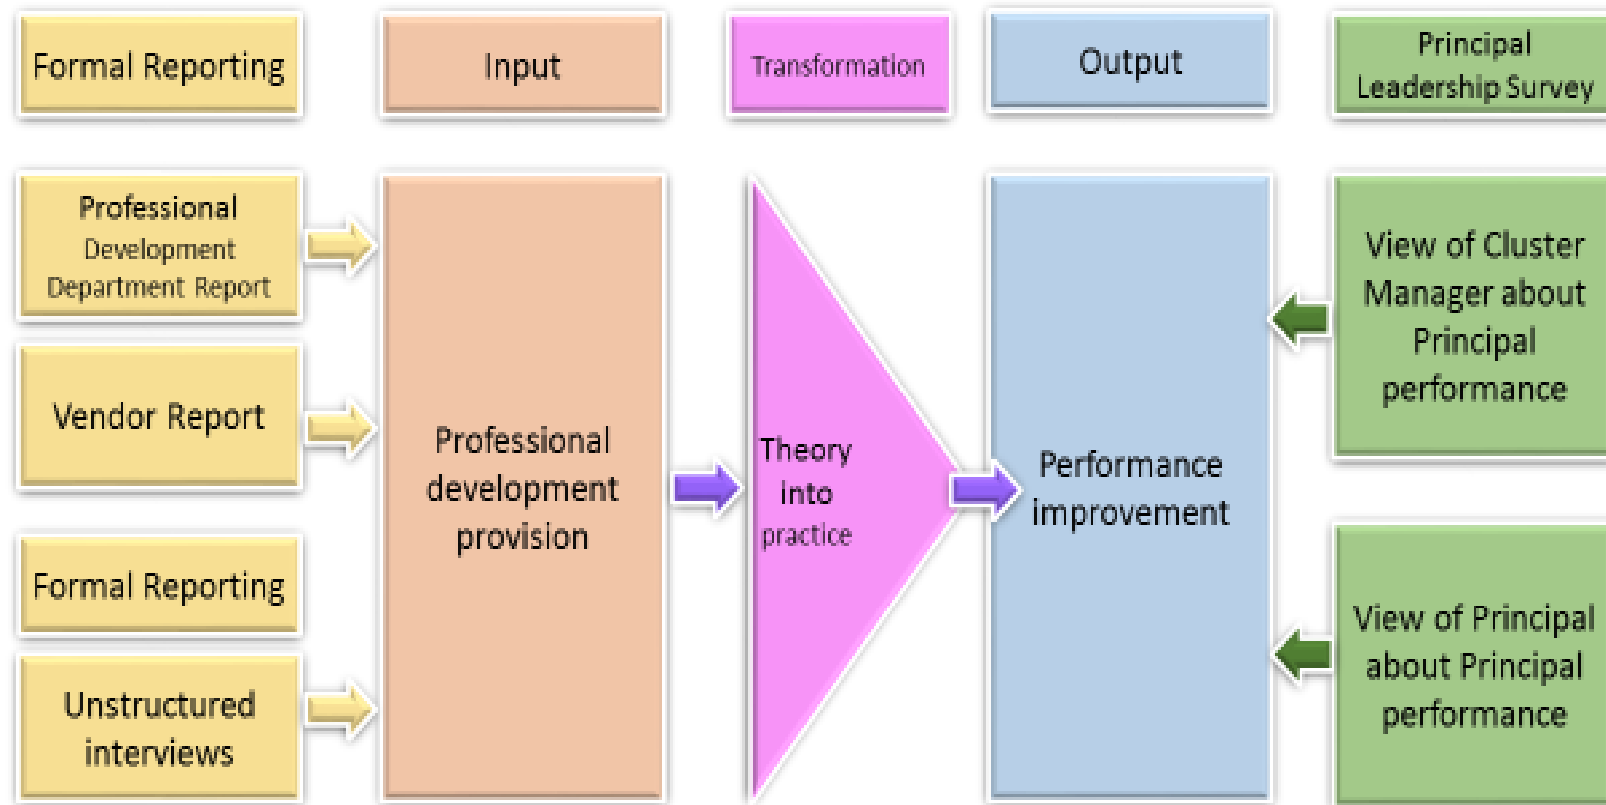 Formal Reporting
Input
Transformation
Output
Principal
Leadership Survey
Professional
Development
Department Report
Vendor Report
Formal Reporting
Unstructured
interviews
Professional
development
provision
Theory
into
practice
Performance
improvement
View of Cluster
Manager about
Principal
performance
View of Principal
about Principal
performance